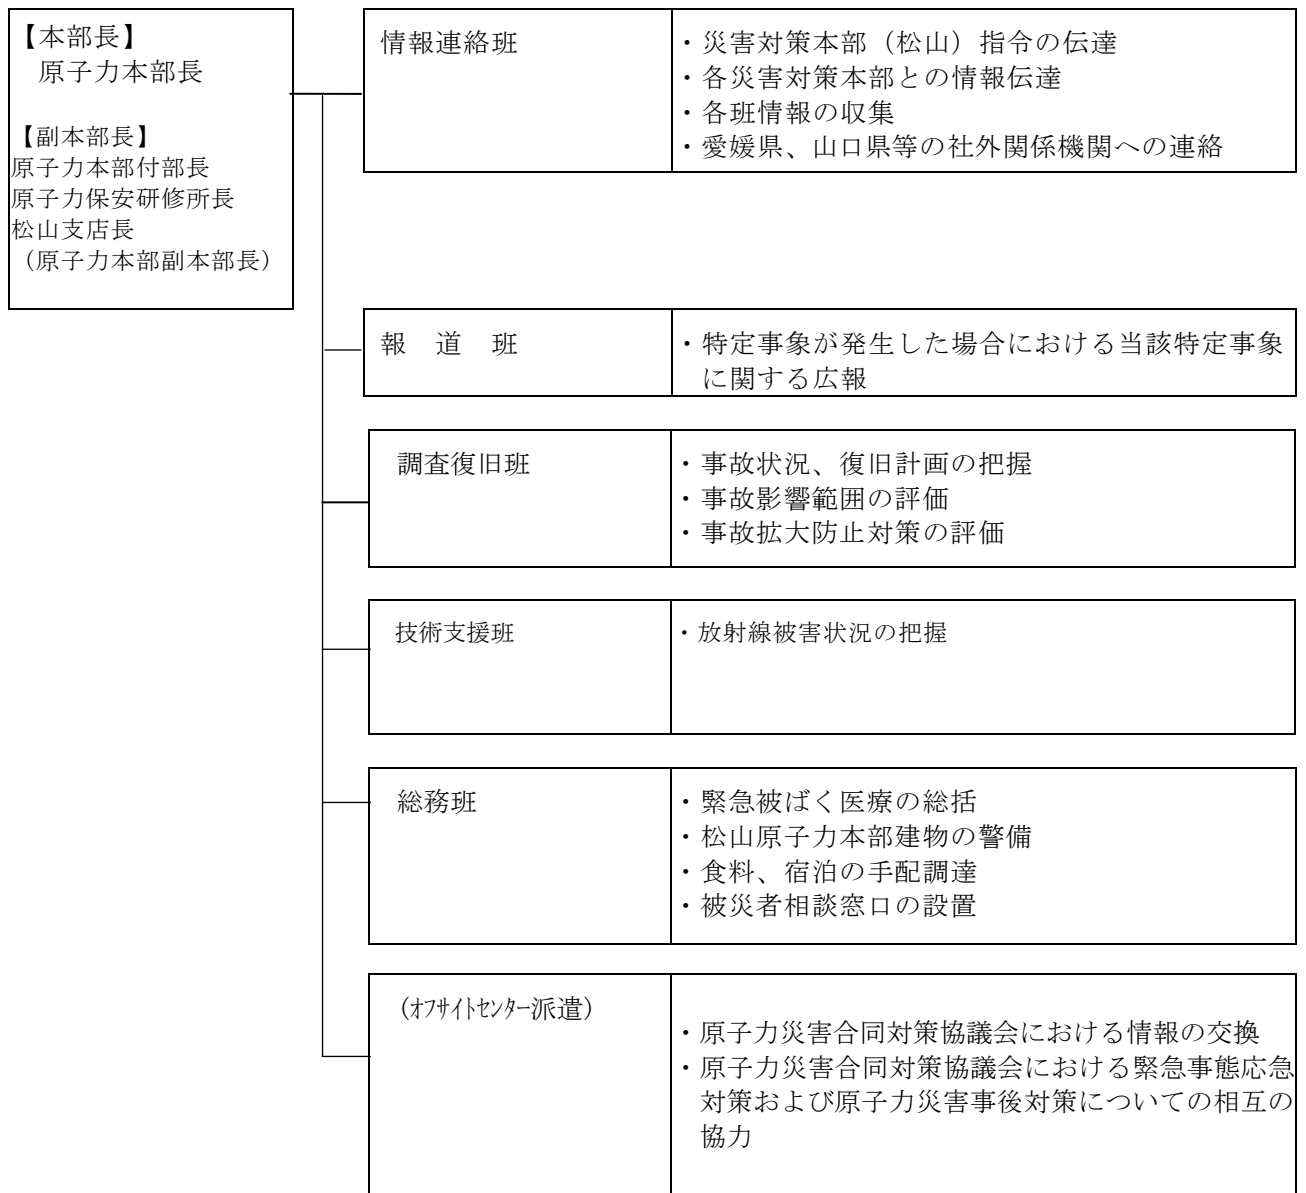 【本部長】
原子力本部長
【副本部長】
原子力本部付部長
原子力保安研修所長
松山支店長
（原子力本部副本部長）
情報連絡班
・災害対策本部（松山）指令の伝達
・各災害対策本部との情報伝達
・各班情報の収集
・愛媛県、山口県等の社外関係機関への連絡
報　道　班
・特定事象が発生した場合における当該特定事象
に関する広報
調査復旧班
・事故状況、復旧計画の把握
・事故影響範囲の評価
・事故拡大防止対策の評価
技術支援班
・放射線被害状況の把握
総務班
・緊急被ばく医療の総括
・松山原子力本部建物の警備
・食料、宿泊の手配調達
・被災者相談窓口の設置
(ｵﾌｻｲﾄｾﾝﾀｰ派遣)
・原子力災害合同対策協議会における情報の交換
・原子力災害合同対策協議会における緊急事態応急
対策および原子力災害事後対策についての相互の
協力